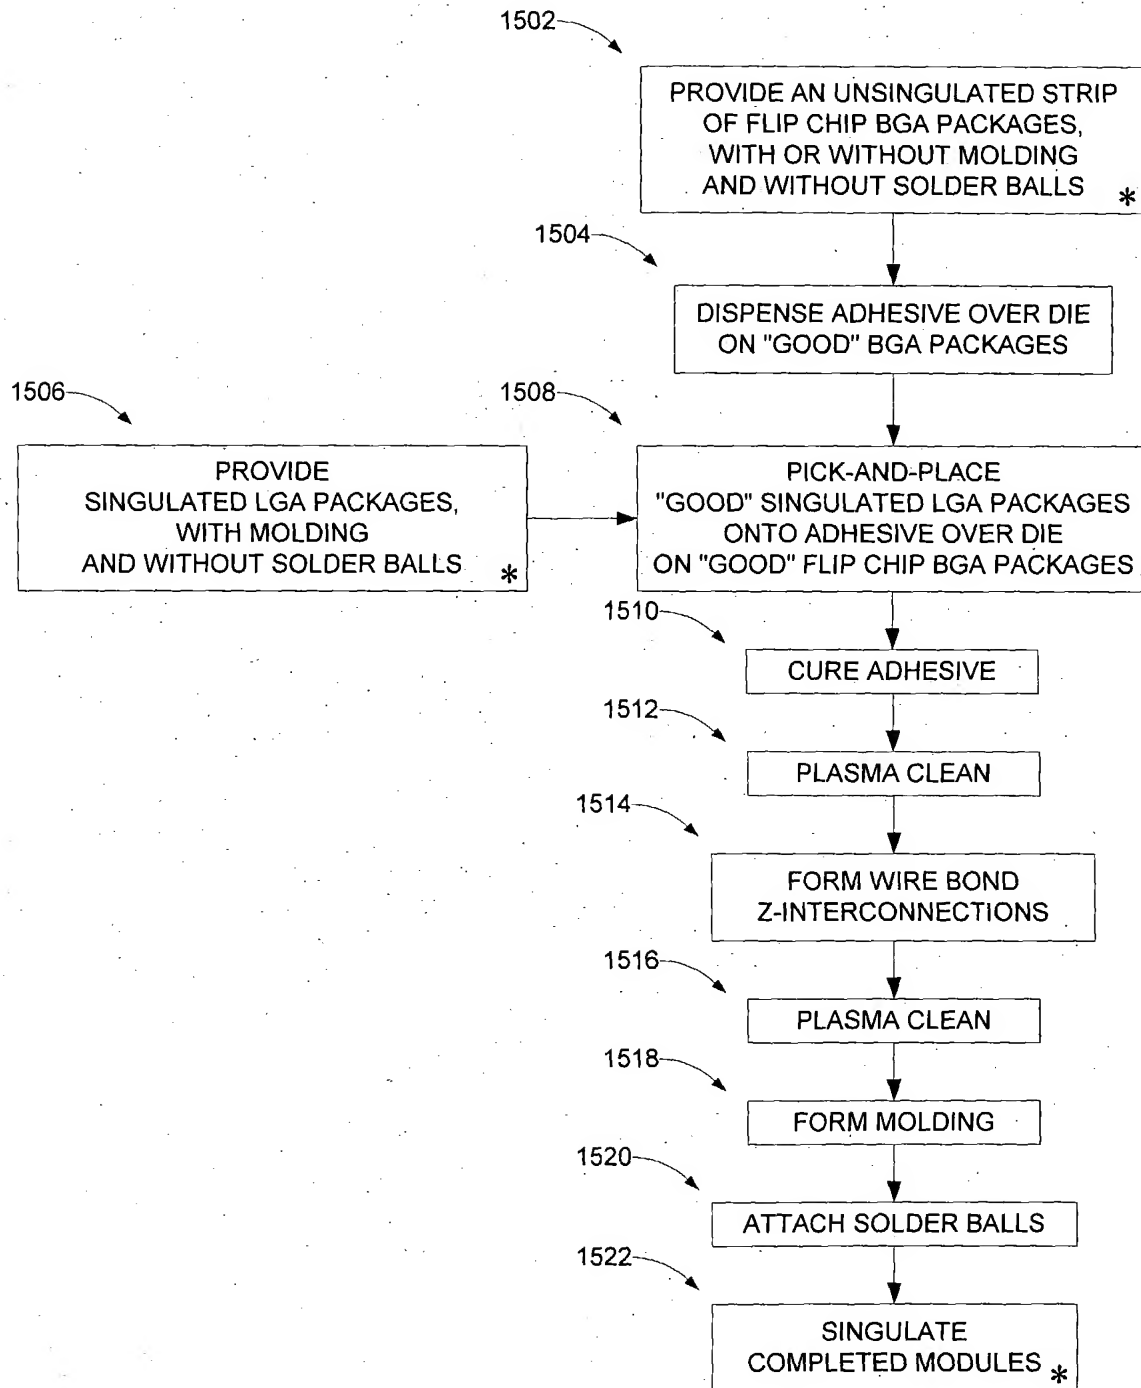 1502
PROVIDE AN UNSINGULATED STRIP
OF FLIP CHIP BGA PACKAGES,
WITH OR WITHOUT MOLDING
AND WITHOUT SOLDER BALLS *
1504
DISPENSE ADHESIVE OVER DIE
ON "GOOD" BGA PACKAGES
1506
PROVIDE
SINGULATED LGA PACKAGES,
WITH MOLDING
AND WITHOUT SOLDER BALLS *
1508
PICK-AND-PLACE
"GOOD" SINGULATED LGA PACKAGES
ONTO ADHESIVE OVER DIE
ON "GOOD" FLIP CHIP BGA PACKAGES
1510
CURE ADHESIVE
1512
PLASMA CLEAN
1514
FORM WIRE BOND
Z-INTERCONNECTIONS
1516
PLASMA CLEAN
1518
FORM MOLDING
1520
ATTACH SOLDER BALLS
1522
SINGULATE
COMPLETED MODULES *